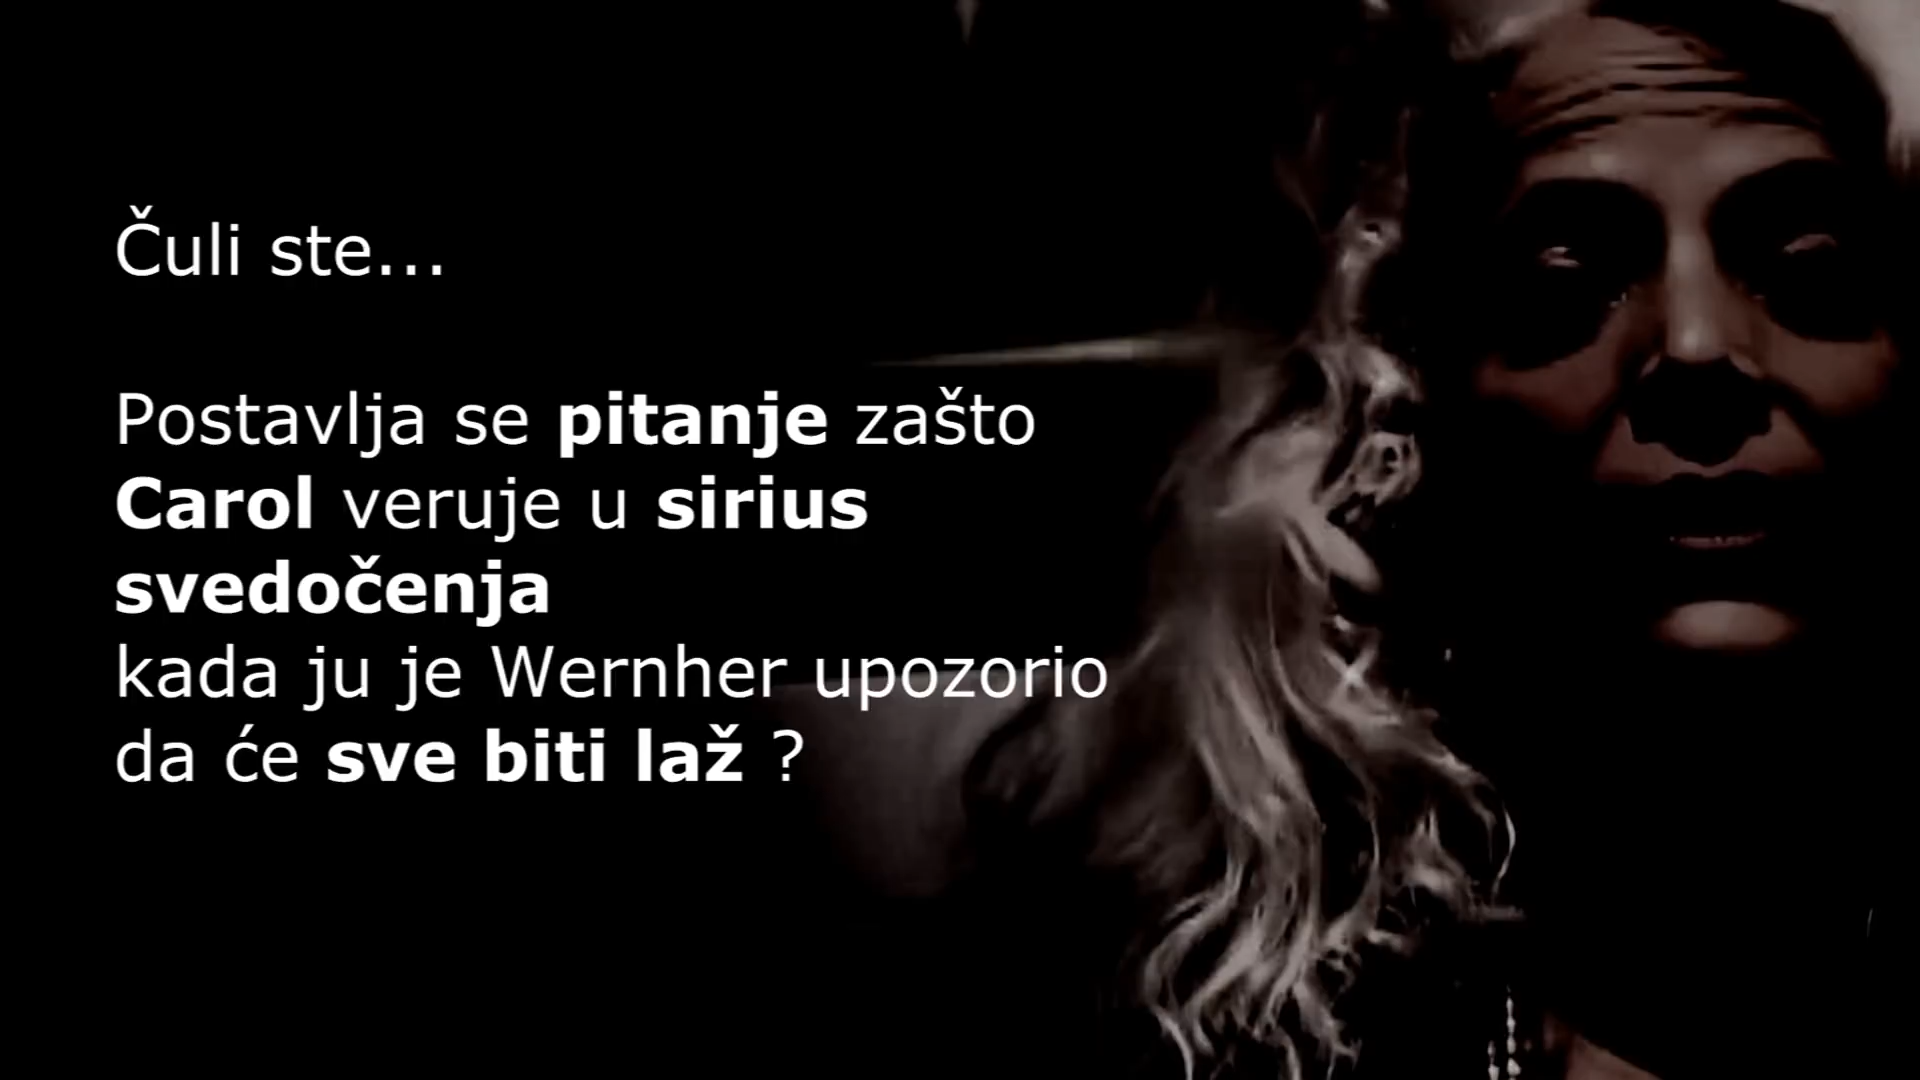 Čuli ste...
Postavlja se pitanje zašto
Carol veruje u sirius
svedočenja
kada ju je Wernher upozorio
da će sve biti laž ?